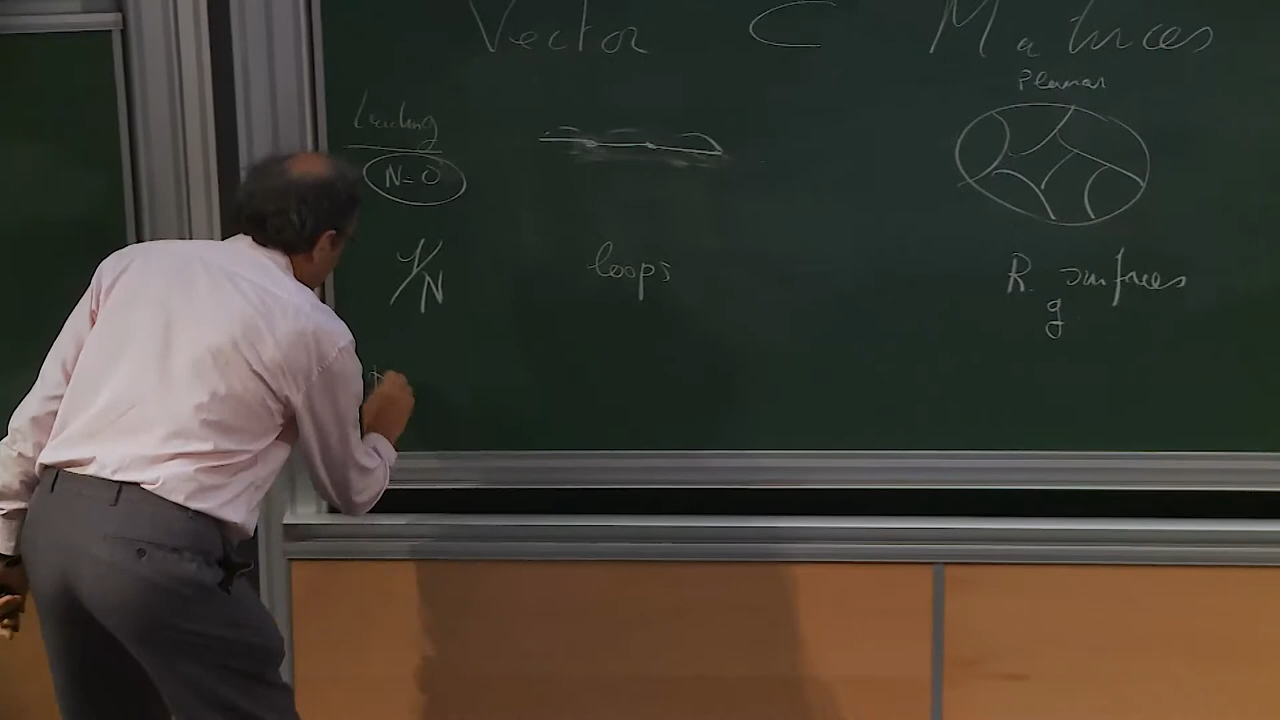 Vector ⊂ Matrices
Planar
Leading
N=0
1/N loops R. surfaces
g